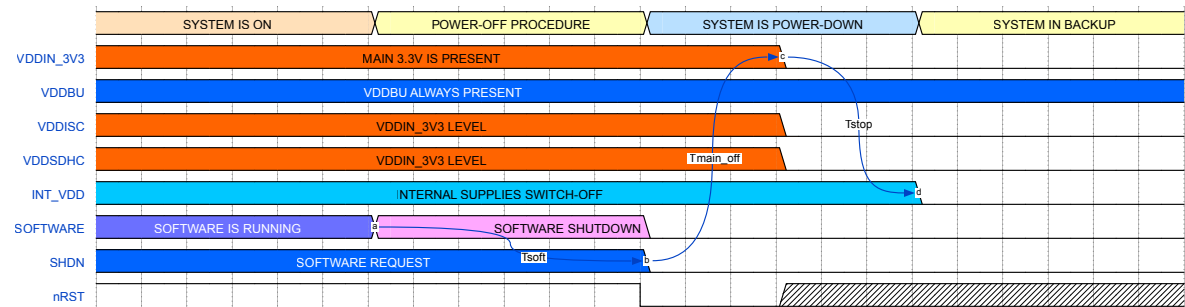 SYSTEM IS ON POWER-OFF PROCEDURE SYSTEM IS POWER-DOWN SYSTEM IN BACKUP
VDDIN_3V3 MAIN 3.3V IS PRESENT c
VDDBU VDDBU ALWAYS PRESENT
VDDISC VDDIN_3V3 LEVEL Tstop
VDDSDHC VDDIN_3V3 LEVEL Tmain_off
INT_VDD INTERNAL SUPPLIES SWITCH-OFF d
SOFTWARE SOFTWARE IS RUNNING a SOFTWARE SHUTDOWN
SHDN SOFTWARE REQUEST Tsoft b
nRST